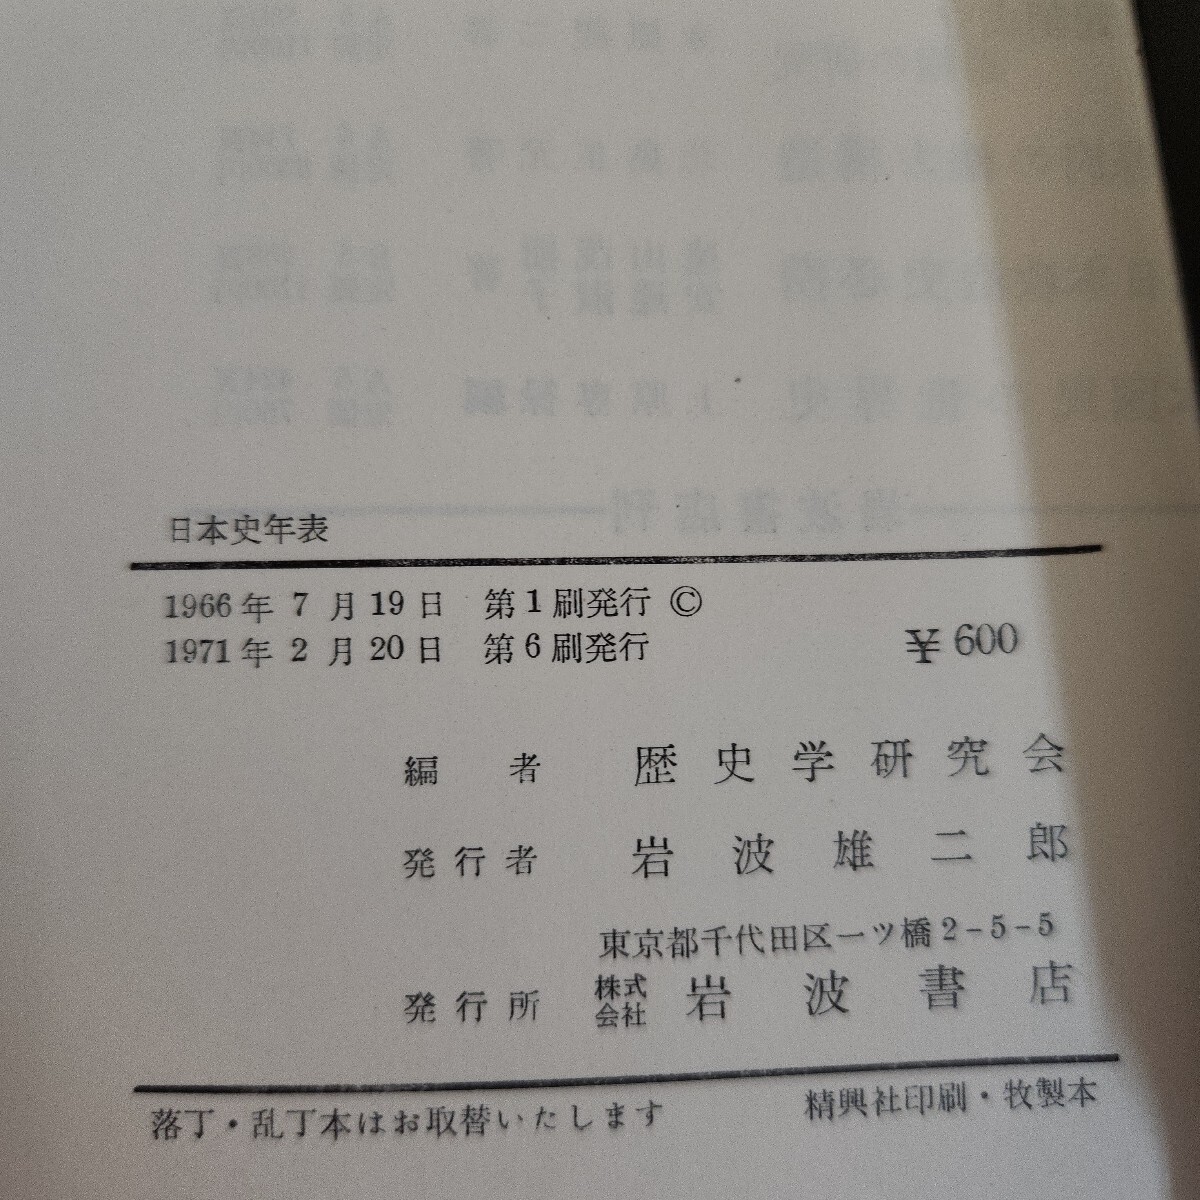 日本史年表
1966年7月19日 第1刷発行 ©
1971年2月20日 第6刷発行
¥600
編者 歴史学研究会
発行者 岩波雄二郎
東京都千代田区一ツ橋2-5-5
発行所 株式会社 岩波書店
落丁・乱丁本はお取替いたします
精興社印刷・牧製本